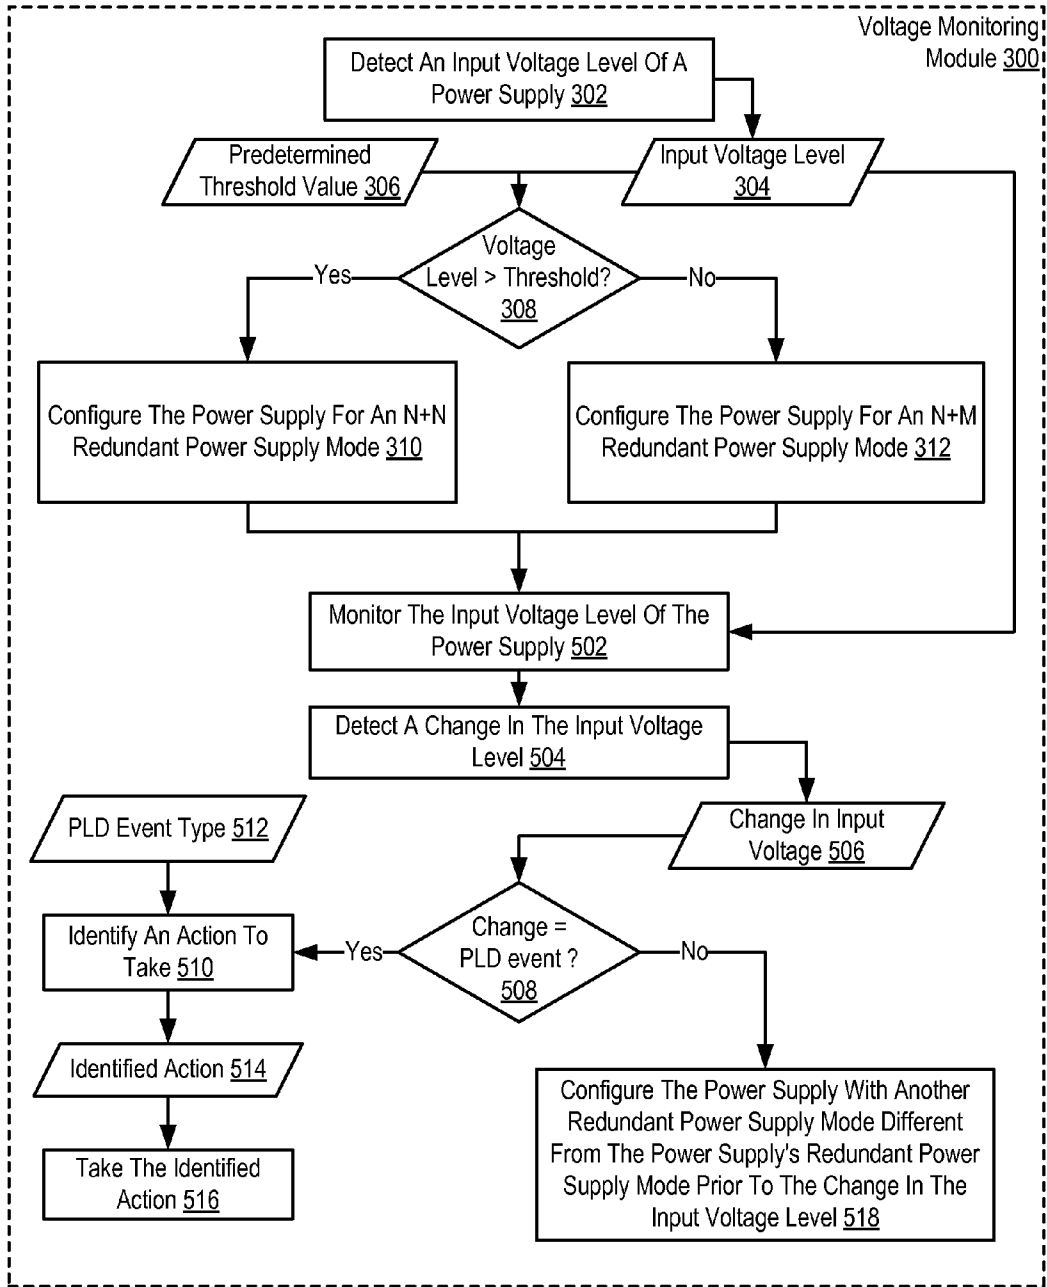 Voltage Monitoring
Module 300
Detect An Input Voltage Level Of A
Power Supply 302
Predetermined
Threshold Value 306
Input Voltage Level
304
Voltage
Level > Threshold?
308
Yes
No
Configure The Power Supply For An N+N
Redundant Power Supply Mode 310
Configure The Power Supply For An N+M
Redundant Power Supply Mode 312
Monitor The Input Voltage Level Of The
Power Supply 502
Detect A Change In The Input Voltage
Level 504
Change In Input
Voltage 506
PLD Event Type 512
Change =
PLD event ?
508
Yes
No
Identify An Action To
Take 510
Identified Action 514
Take The Identified
Action 516
Configure The Power Supply With Another
Redundant Power Supply Mode Different
From The Power Supply's Redundant Power
Supply Mode Prior To The Change In The
Input Voltage Level 518